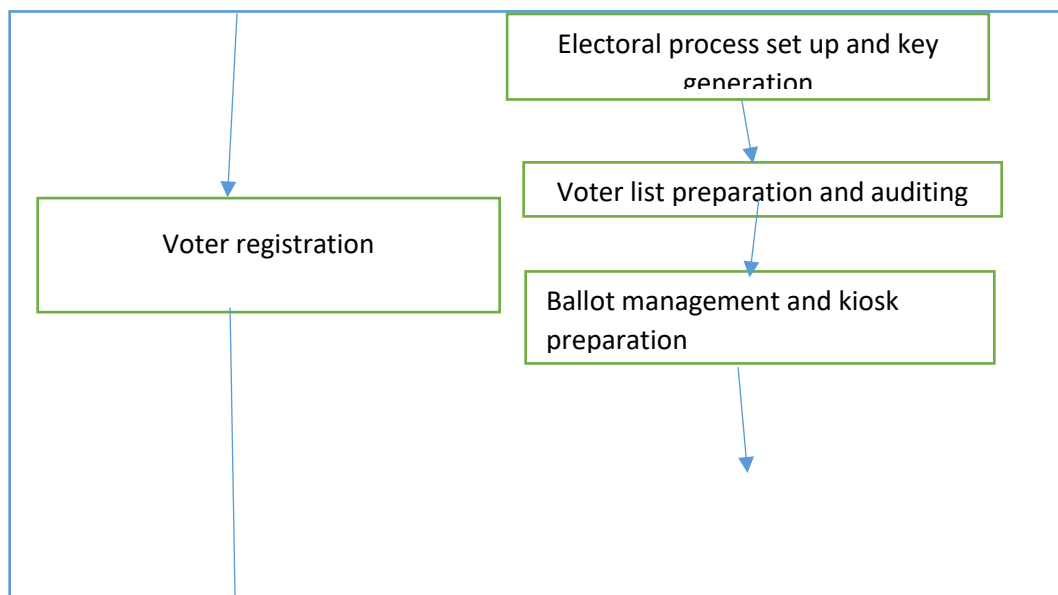 Electoral process set up and key
generation
Voter list preparation and auditing
Voter registration
Ballot management and kiosk
preparation